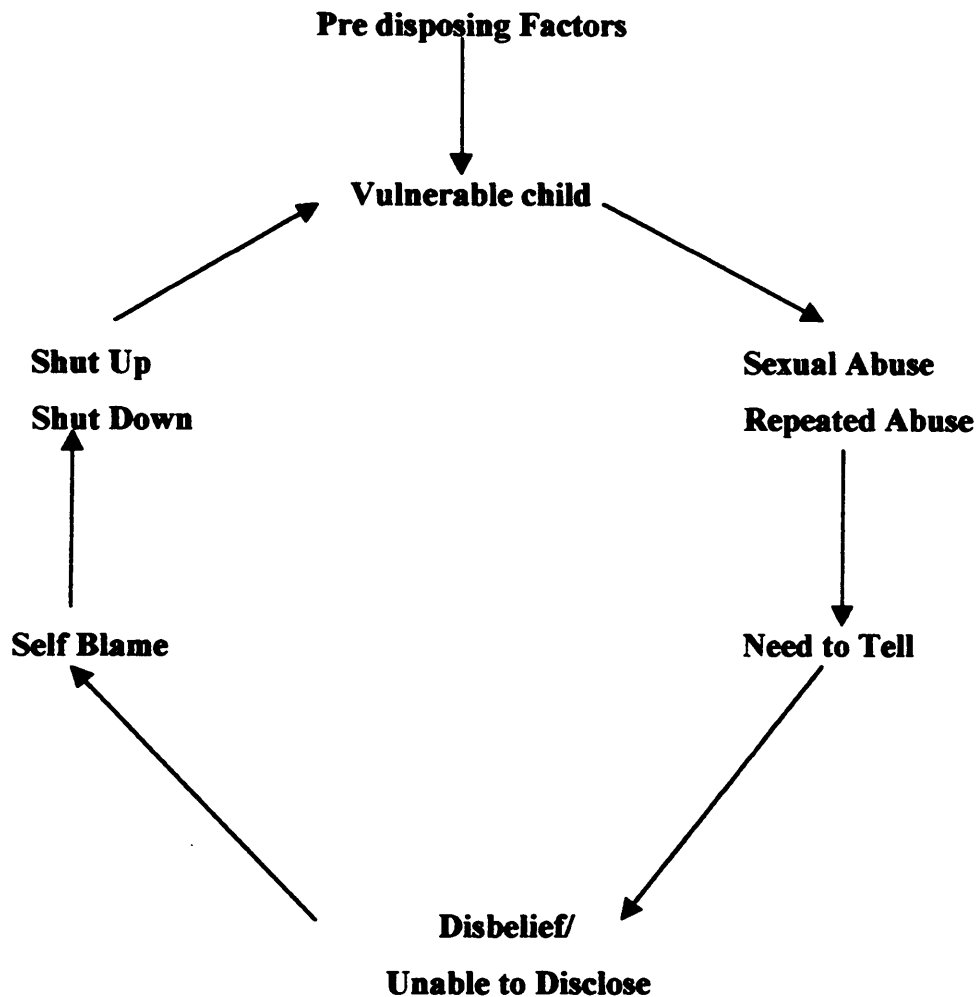 Pre disposing Factors
Vulnerable child
Shut Up
Shut Down
Sexual Abuse
Repeated Abuse
Self Blame
Need to Tell
Disbelief/
Unable to Disclose